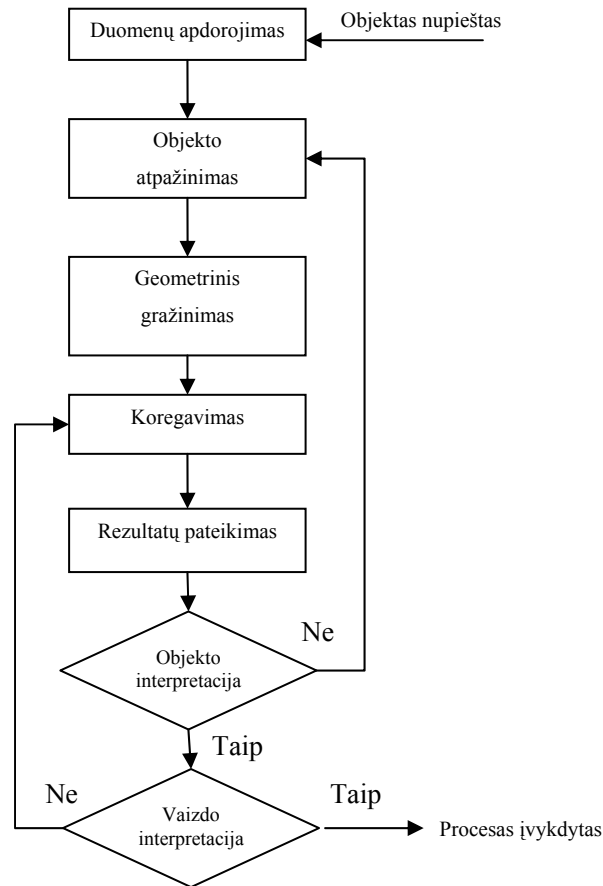 Duomenų apdorojimas
Objektas nupieštas
Objekto
atpažinimas
Geometrinis
gražinimas
Koregavimas
Rezultatų pateikimas
Ne
Objekto
interpretacija
Taip
Ne
Taip
Vaizdo
interpretacija
Procesas įvykdytas